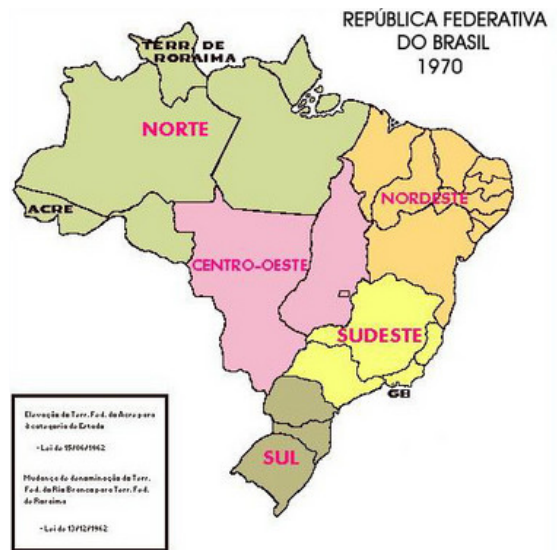 REPÚBLICA FEDERATIVA
DO BRASIL
1970
TERR. DE
RORAIMA
NORTE
NORDESTE
ACRE
CENTRO-OESTE
SUDESTE
GB
SUL
Elevação do Terr. Fed. do Acre para
à categoria de Estado
- Lei de 15/06/1962
Mudança de denominação do Terr.
Fed. do Rio Branco para Terr. Fed.
de Roraima
- Lei de 13/12/1962